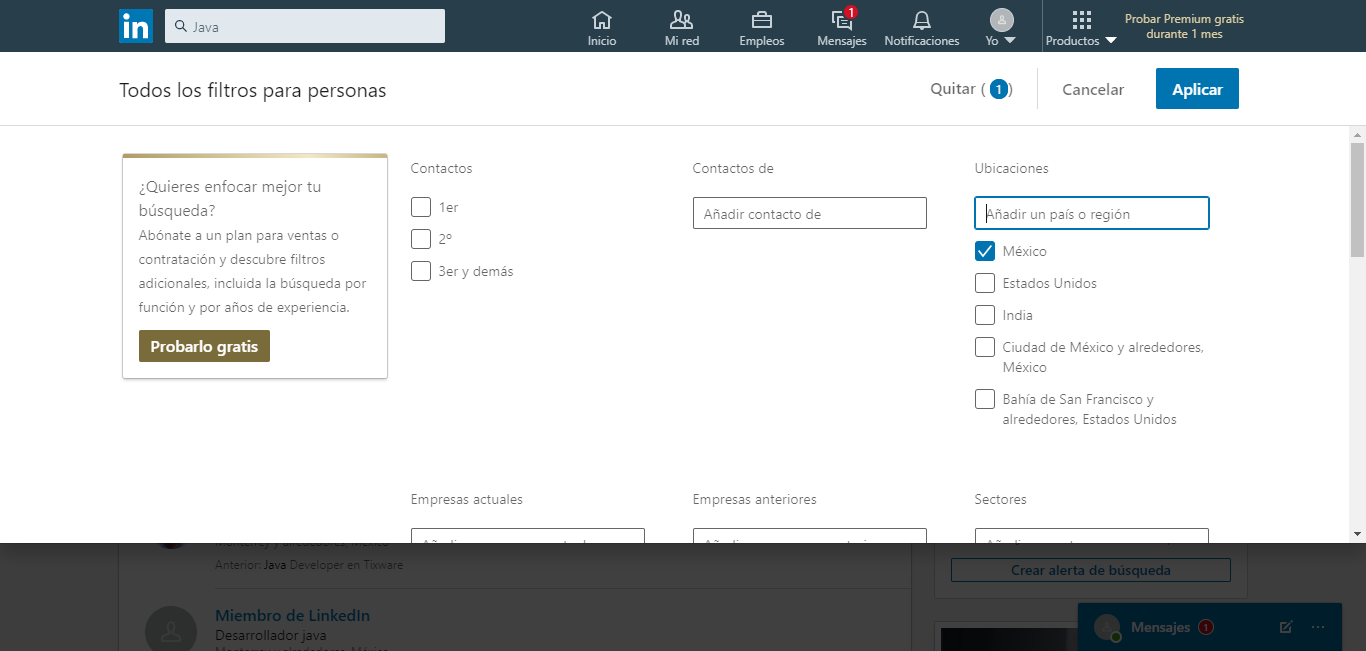 in
Java
Inicio
Mi red
Empleos
1
Mensajes
Notificaciones
Yo
Productos
Probar Premium gratis
durante 1 mes
Todos los filtros para personas
Quitar ( 1 )
Cancelar
Aplicar
¿Quieres enfocar mejor tu
búsqueda?
Abónate a un plan para ventas o
contratación y descubre filtros
adicionales, incluida la búsqueda por
función y por años de experiencia.
Probarlo gratis
Contactos
1er
2º
3er y demás
Contactos de
Añadir contacto de
Ubicaciones
Añadir un país o región
México
Estados Unidos
India
Ciudad de México y alrededores,
México
Bahía de San Francisco y
alrededores, Estados Unidos
Empresas actuales
Empresas anteriores
Sectores
Anterior: Java Developer en Tixware
Miembro de LinkedIn
Desarrollador java
Crear alerta de búsqueda
Mensajes 1